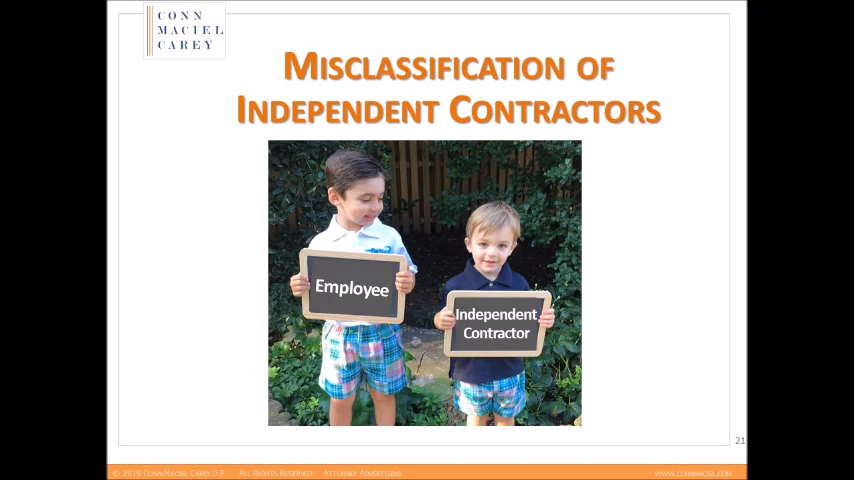 CONN
MACIEL
CAREY
MISCLASSIFICATION OF
INDEPENDENT CONTRACTORS
Employee
Independent
Contractor
21
© 2019 CONN MACIEL CAREY LLP ALL RIGHTS RESERVED ATTORNEY ADVERTISING WWW.CONNMACIEL.COM